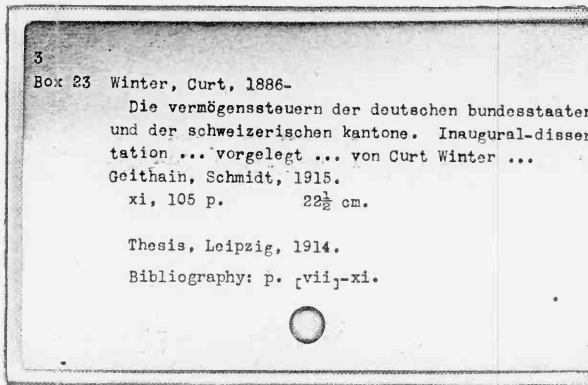 3
Box 23 Winter, Curt, 1886-
Die vermögenssteuern der deutschen bundesstaaten
und der schweizerischen kantone. Inaugural-disser
tation ... vorgelegt ... von Curt Winter ...
Geithain, Schmidt, 1915.
xi, 105 p. 22½ cm.
Thesis, Leipzig, 1914.
Bibliography: p. [vii]-xi.